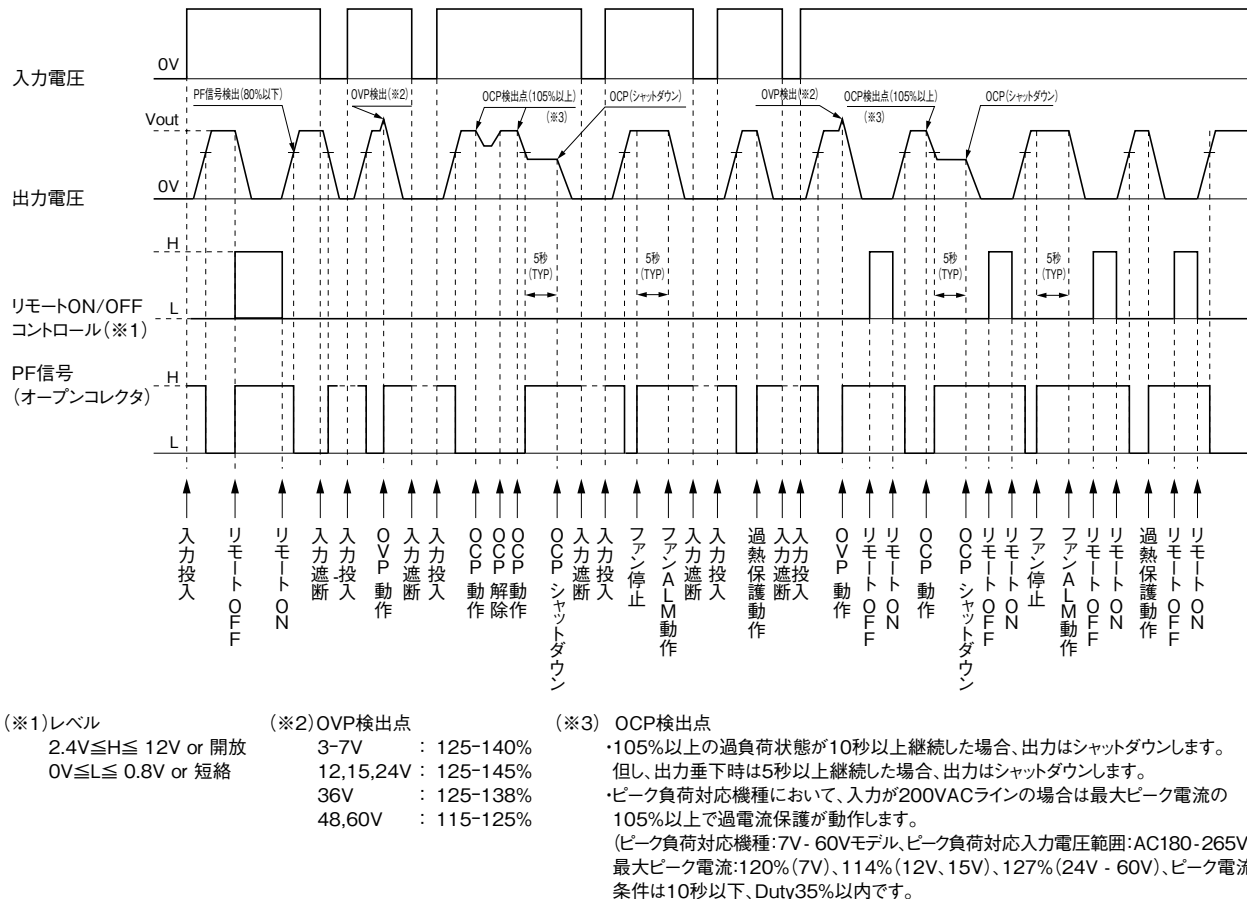 入力電圧
0V
PF信号検出(80%以下)
OVP検出(※2)
OCP検出点(105%以上)
(※3)
OCP(シャットダウン)
OVP検出(※2)
OCP検出点(105%以上)
(※3)
OCP(シャットダウン)
Vout
0V
出力電圧
H
5秒
(TYP)
5秒
(TYP)
5秒
(TYP)
5秒
(TYP)
リモートON/OFF
コントロール(※1)
L
PF信号
(オープンコレクタ)
H
L
入力投入
リモートOFF
リモートON
入力遮断
入力投入
OVP動作
入力遮断
入力投入
OCP動作
OCP解除
OCP動作
OCPシャットダウン
入力遮断
入力投入
ファン停止
ファンALM動作
入力遮断
入力投入
過熱保護動作
入力遮断
入力投入
OVP動作
リモートOFF
リモートON
OCP動作
OCPシャットダウン
リモートOFF
リモートON
ファン停止
ファンALM動作
リモートOFF
リモートON
過熱保護動作
リモートOFF
リモートON
(※1)レベル
2.4V≦H≦ 12V or 開放
0V≦L≦ 0.8V or 短絡
(※2)OVP検出点
3-7V : 125-140%
12,15,24V : 125-145%
36V : 125-138%
48,60V : 115-125%
(※3) OCP検出点
・105%以上の過負荷状態が10秒以上継続した場合、出力はシャットダウンします。
但し、出力垂下時は5秒以上継続した場合、出力はシャットダウンします。
・ピーク負荷対応機種において、入力が200VACラインの場合は最大ピーク電流の
105%以上で過電流保護が動作します。
(ピーク負荷対応機種:7V - 60Vモデル、ピーク負荷対応入力電圧範囲:AC180-265V
最大ピーク電流:120%(7V)、114%(12V、15V)、127%(24V - 60V)、ピーク電流
条件は10秒以下、Duty35%以内です。